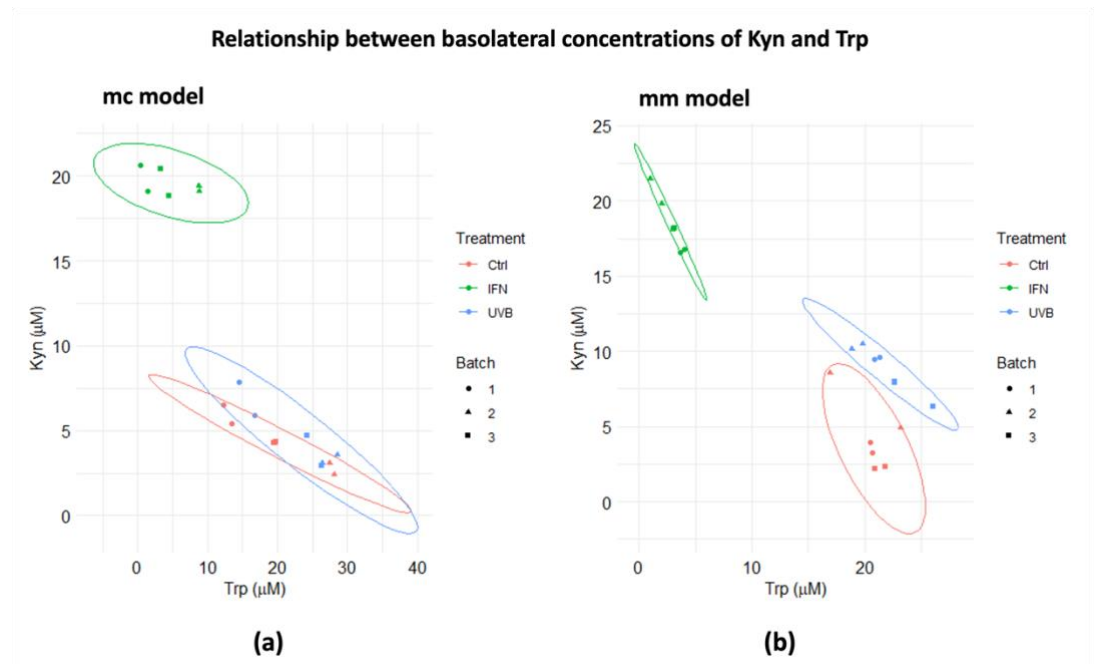 Relationship between basolateral concentrations of Kyn and Trp
mc model
20
15
10
5
0
Kyn (μM)
0 10 20 30 40
Trp (μM)
Treatment
Ctrl
IFN
UVB
Batch
1
2
3
(a)
mm model
25
20
15
10
5
0
Kyn (μM)
0 10 20
Trp (μM)
Treatment
Ctrl
IFN
UVB
Batch
1
2
3
(b)